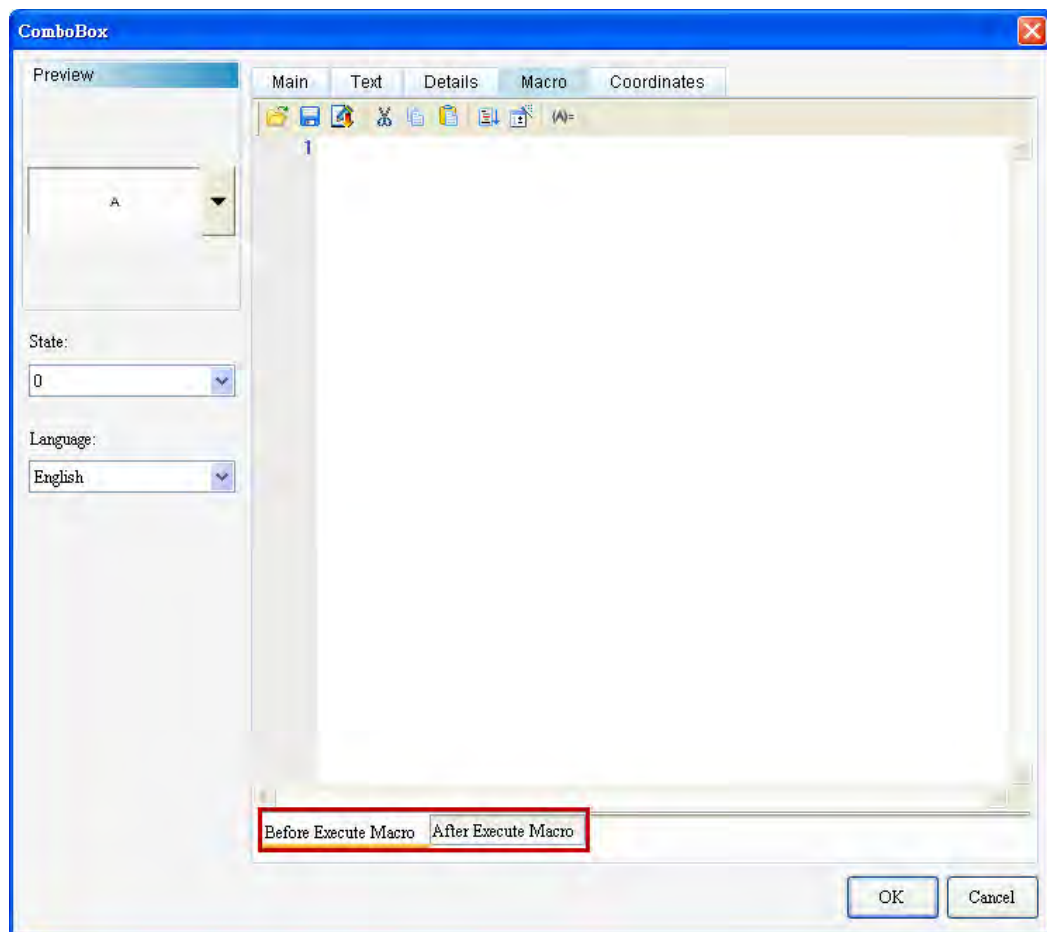 ComboBox
Preview
Main Text Details Macro Coordinates
(A)=
1
A
State:
0
Language:
English
Before Execute Macro After Execute Macro
OK Cancel